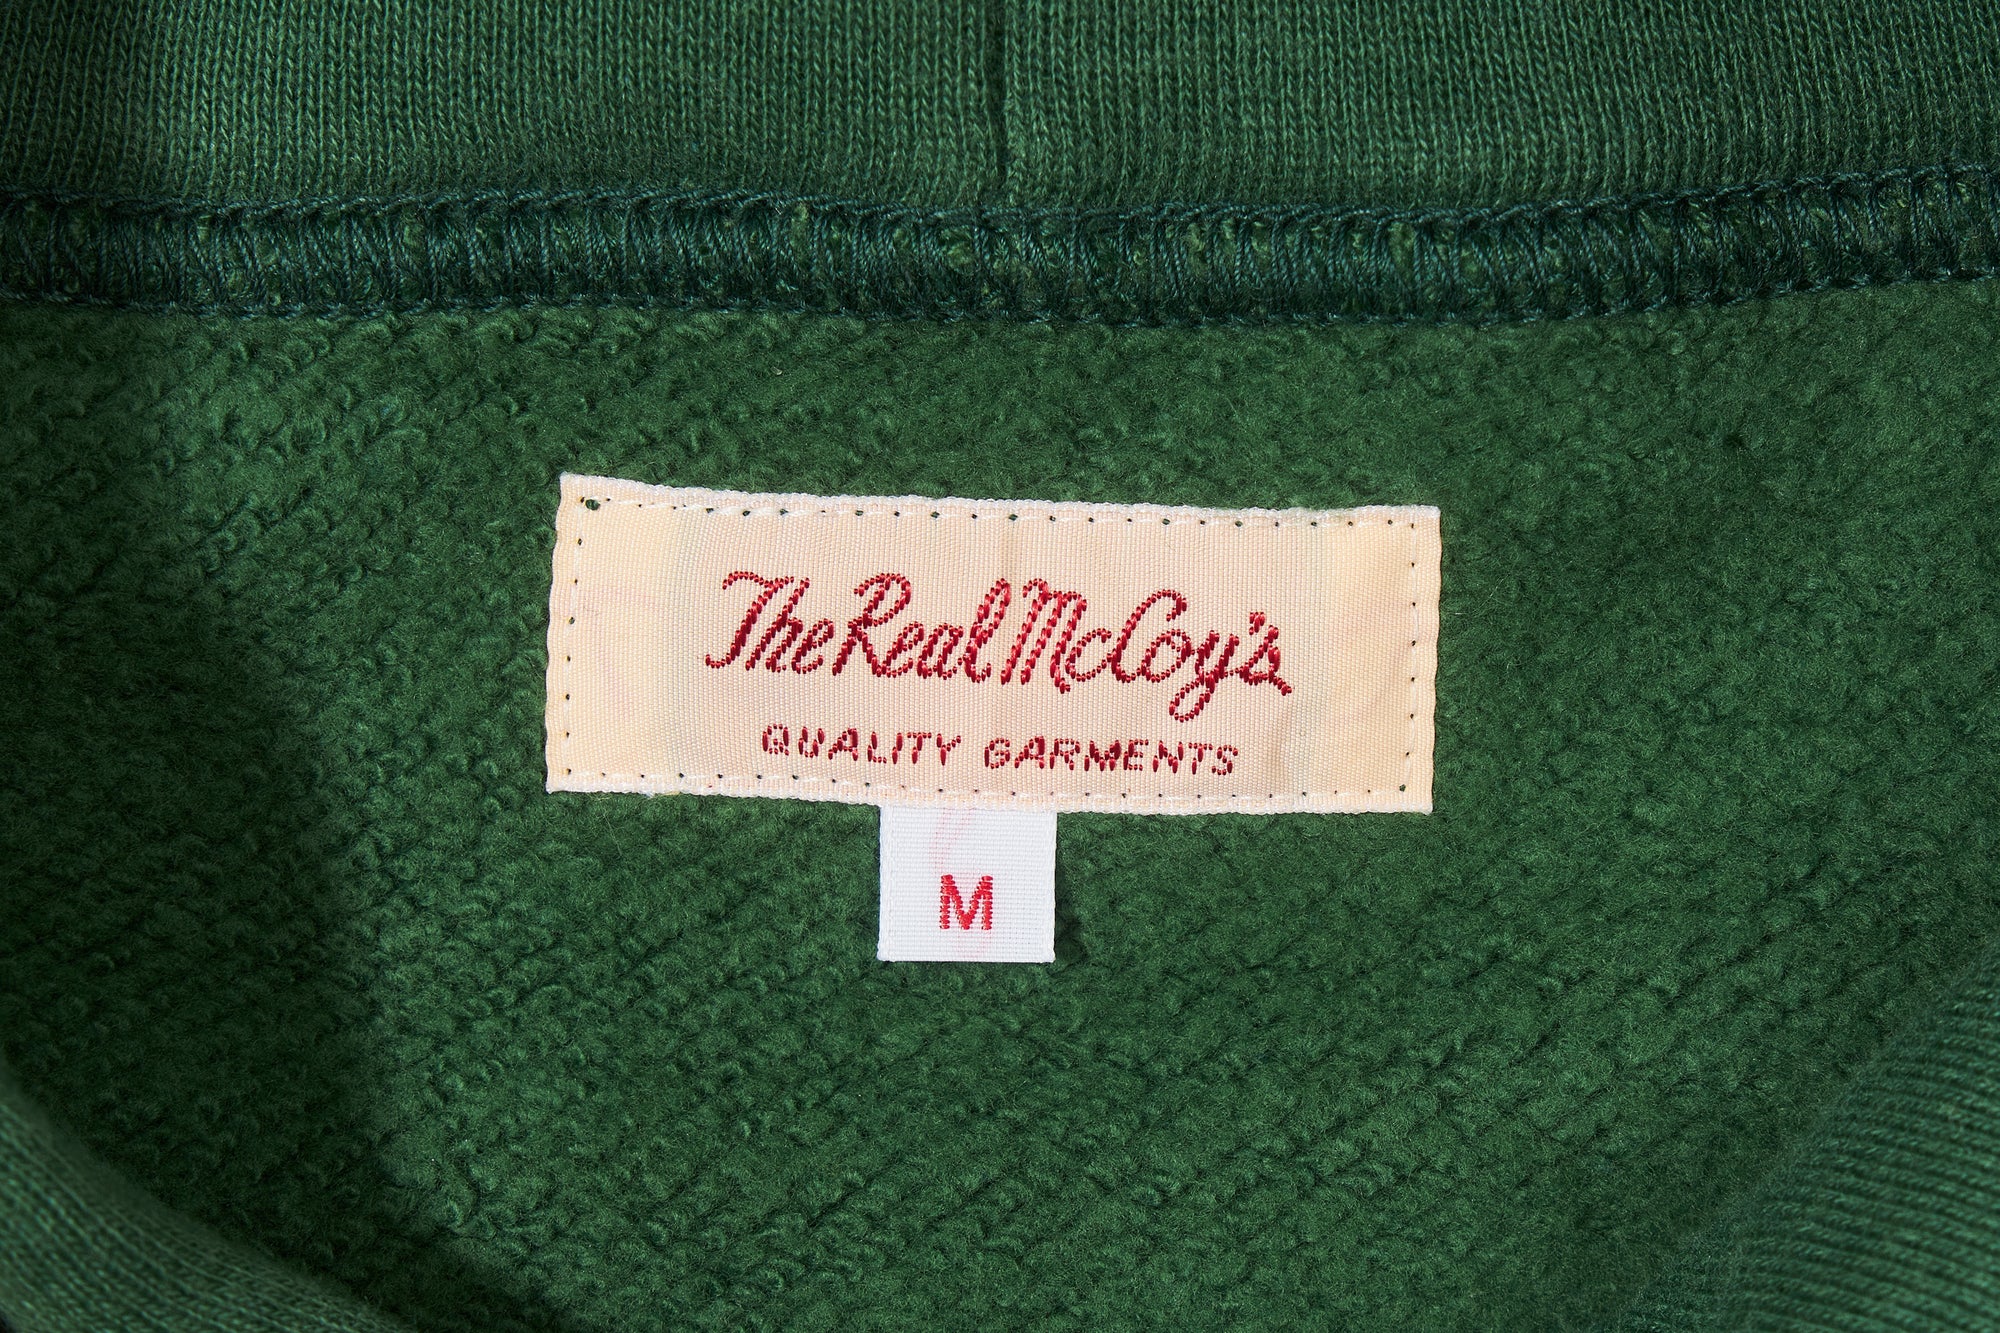 The Real McCoy's
QUALITY GARMENTS
M